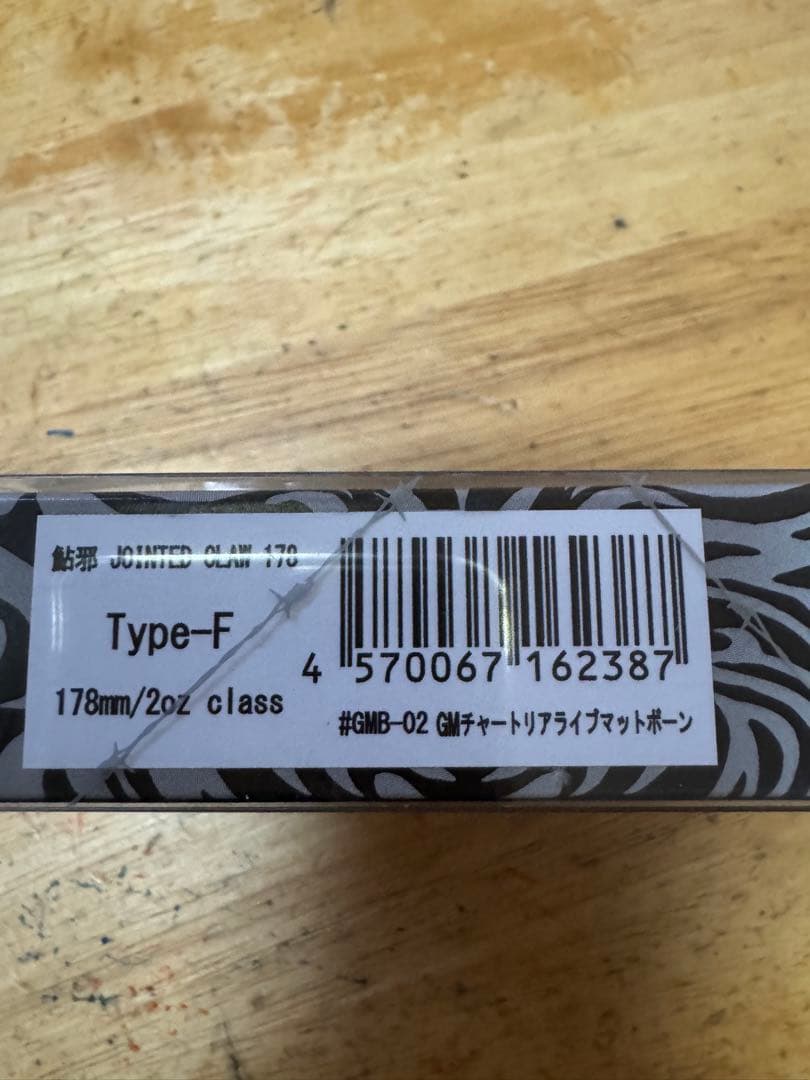 鮎邪 JOINTED CLAW 178
Type-F
178mm/2oz class
4 570067 162387
#GMB-02 GMチャートリアライブマットボーン